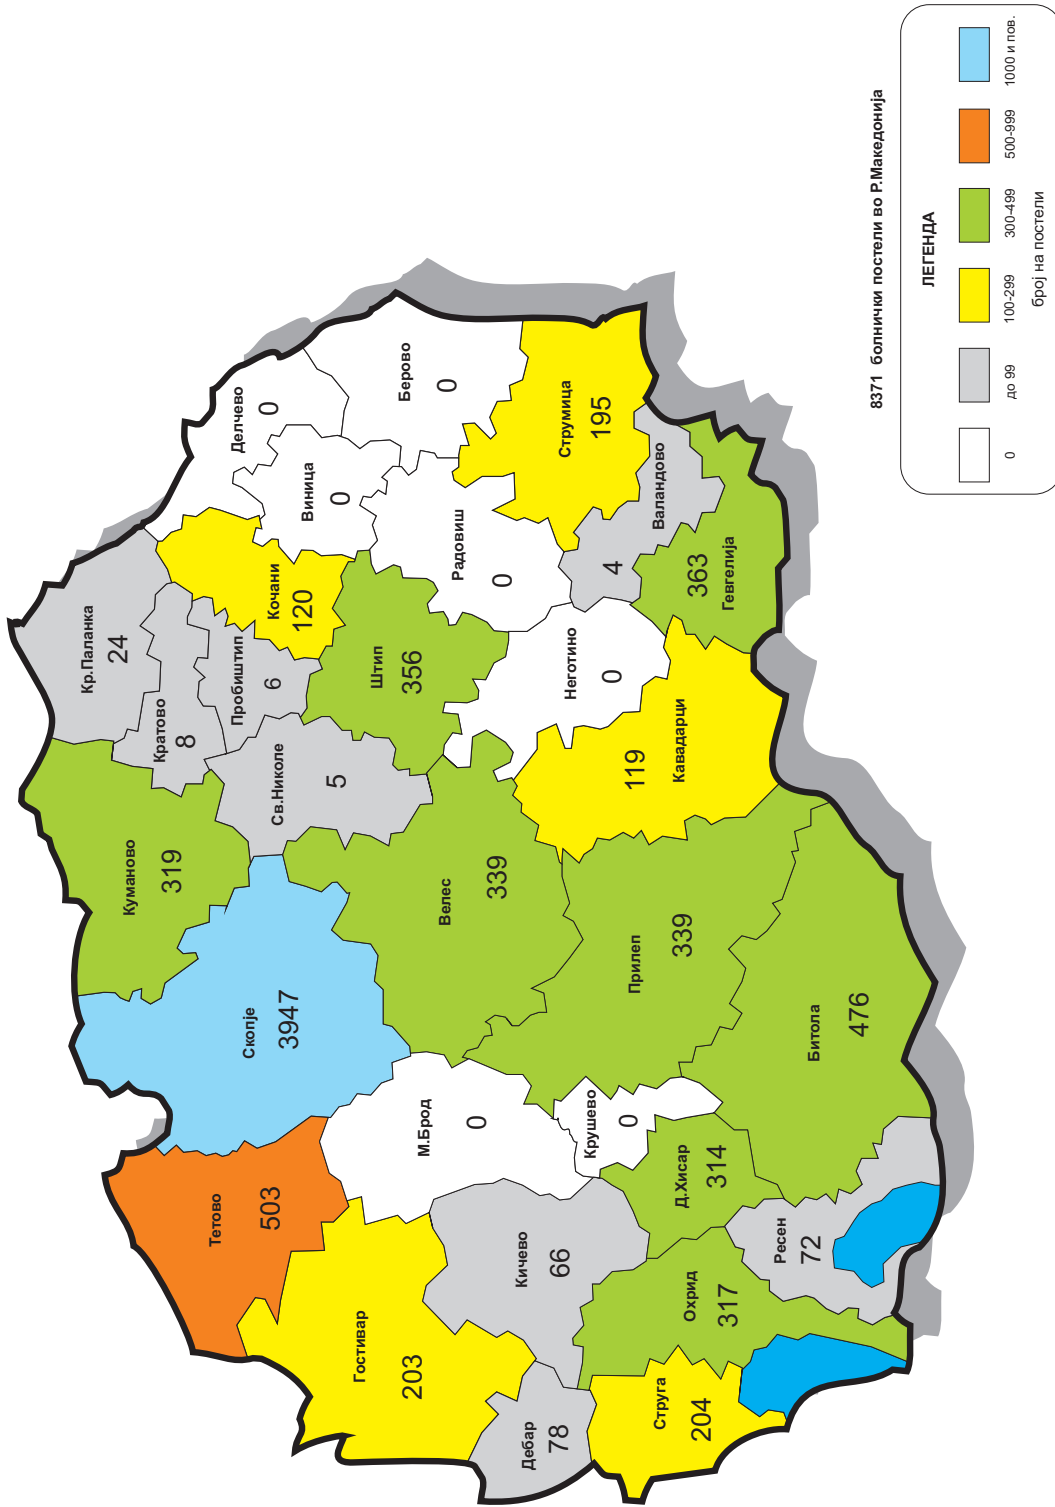 Кр.Паланка
24
Куманово
319
Кратово
8
Пробиштип
6
Делчево
0
Кочани
120
Виница
0
Берово
0
Св.Николе
5
Штип
356
Радовиш
0
Струмица
195
Валандово
4
Гевгелија
363
Неготино
0
Кавадарци
119
Велес
339
Скопје
3947
Тетово
503
Гостивар
203
М.Брод
0
Кичево
66
Дебар
78
Струга
204
Охрид
317
Д.Хисар
314
Крушево
0
Прилеп
339
Битола
476
Ресен
72
8371 болнички постели во Р.Македонија
ЛЕГЕНДА
0
до 99
100-299
300-499
500-999
1000 и пов.
број на постели